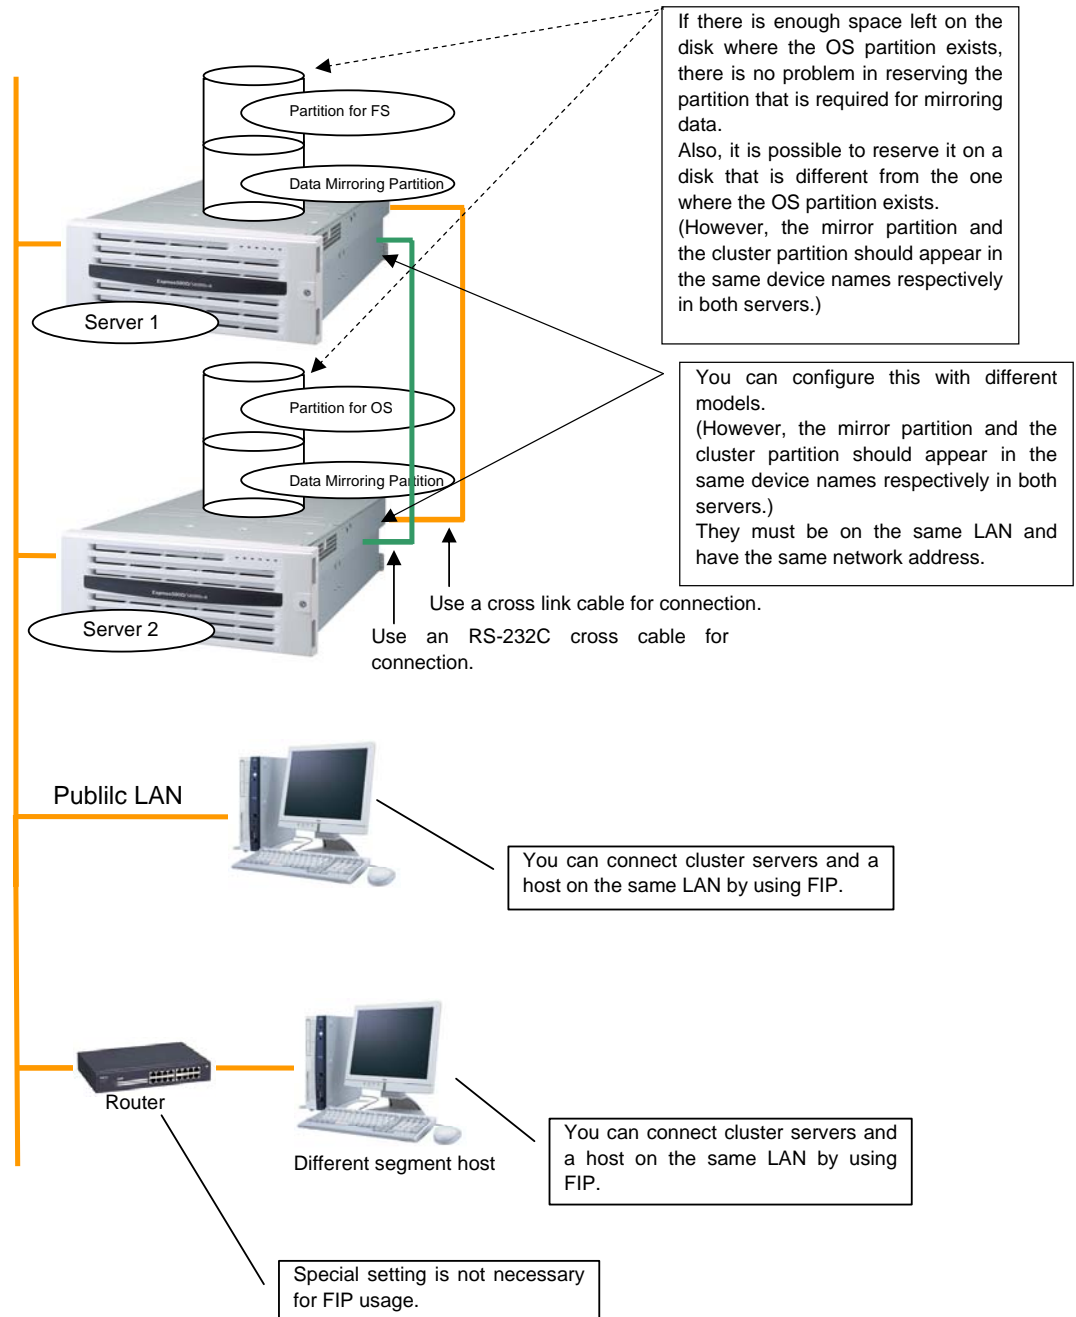 If there is enough space left on the
disk where the OS partition exists,
there is no problem in reserving the
partition that is required for mirroring
data.
Also, it is possible to reserve it on a
disk that is different from the one
where the OS partition exists.
(However, the mirror partition and
the cluster partition should appear in
the same device names respectively
in both servers.)
Partition for FS
Data Mirroring Partition
Server 1
You can configure this with different
models.
(However, the mirror partition and the
cluster partition should appear in the
same device names respectively in both
servers.)
They must be on the same LAN and
have the same network address.
Partition for OS
Data Mirroring Partition
Server 2
Use a cross link cable for connection.
Use an RS-232C cross cable for
connection.
Publilc LAN
You can connect cluster servers and a
host on the same LAN by using FIP.
Router
Different segment host
You can connect cluster servers and
a host on the same LAN by using
FIP.
Special setting is not necessary
for FIP usage.